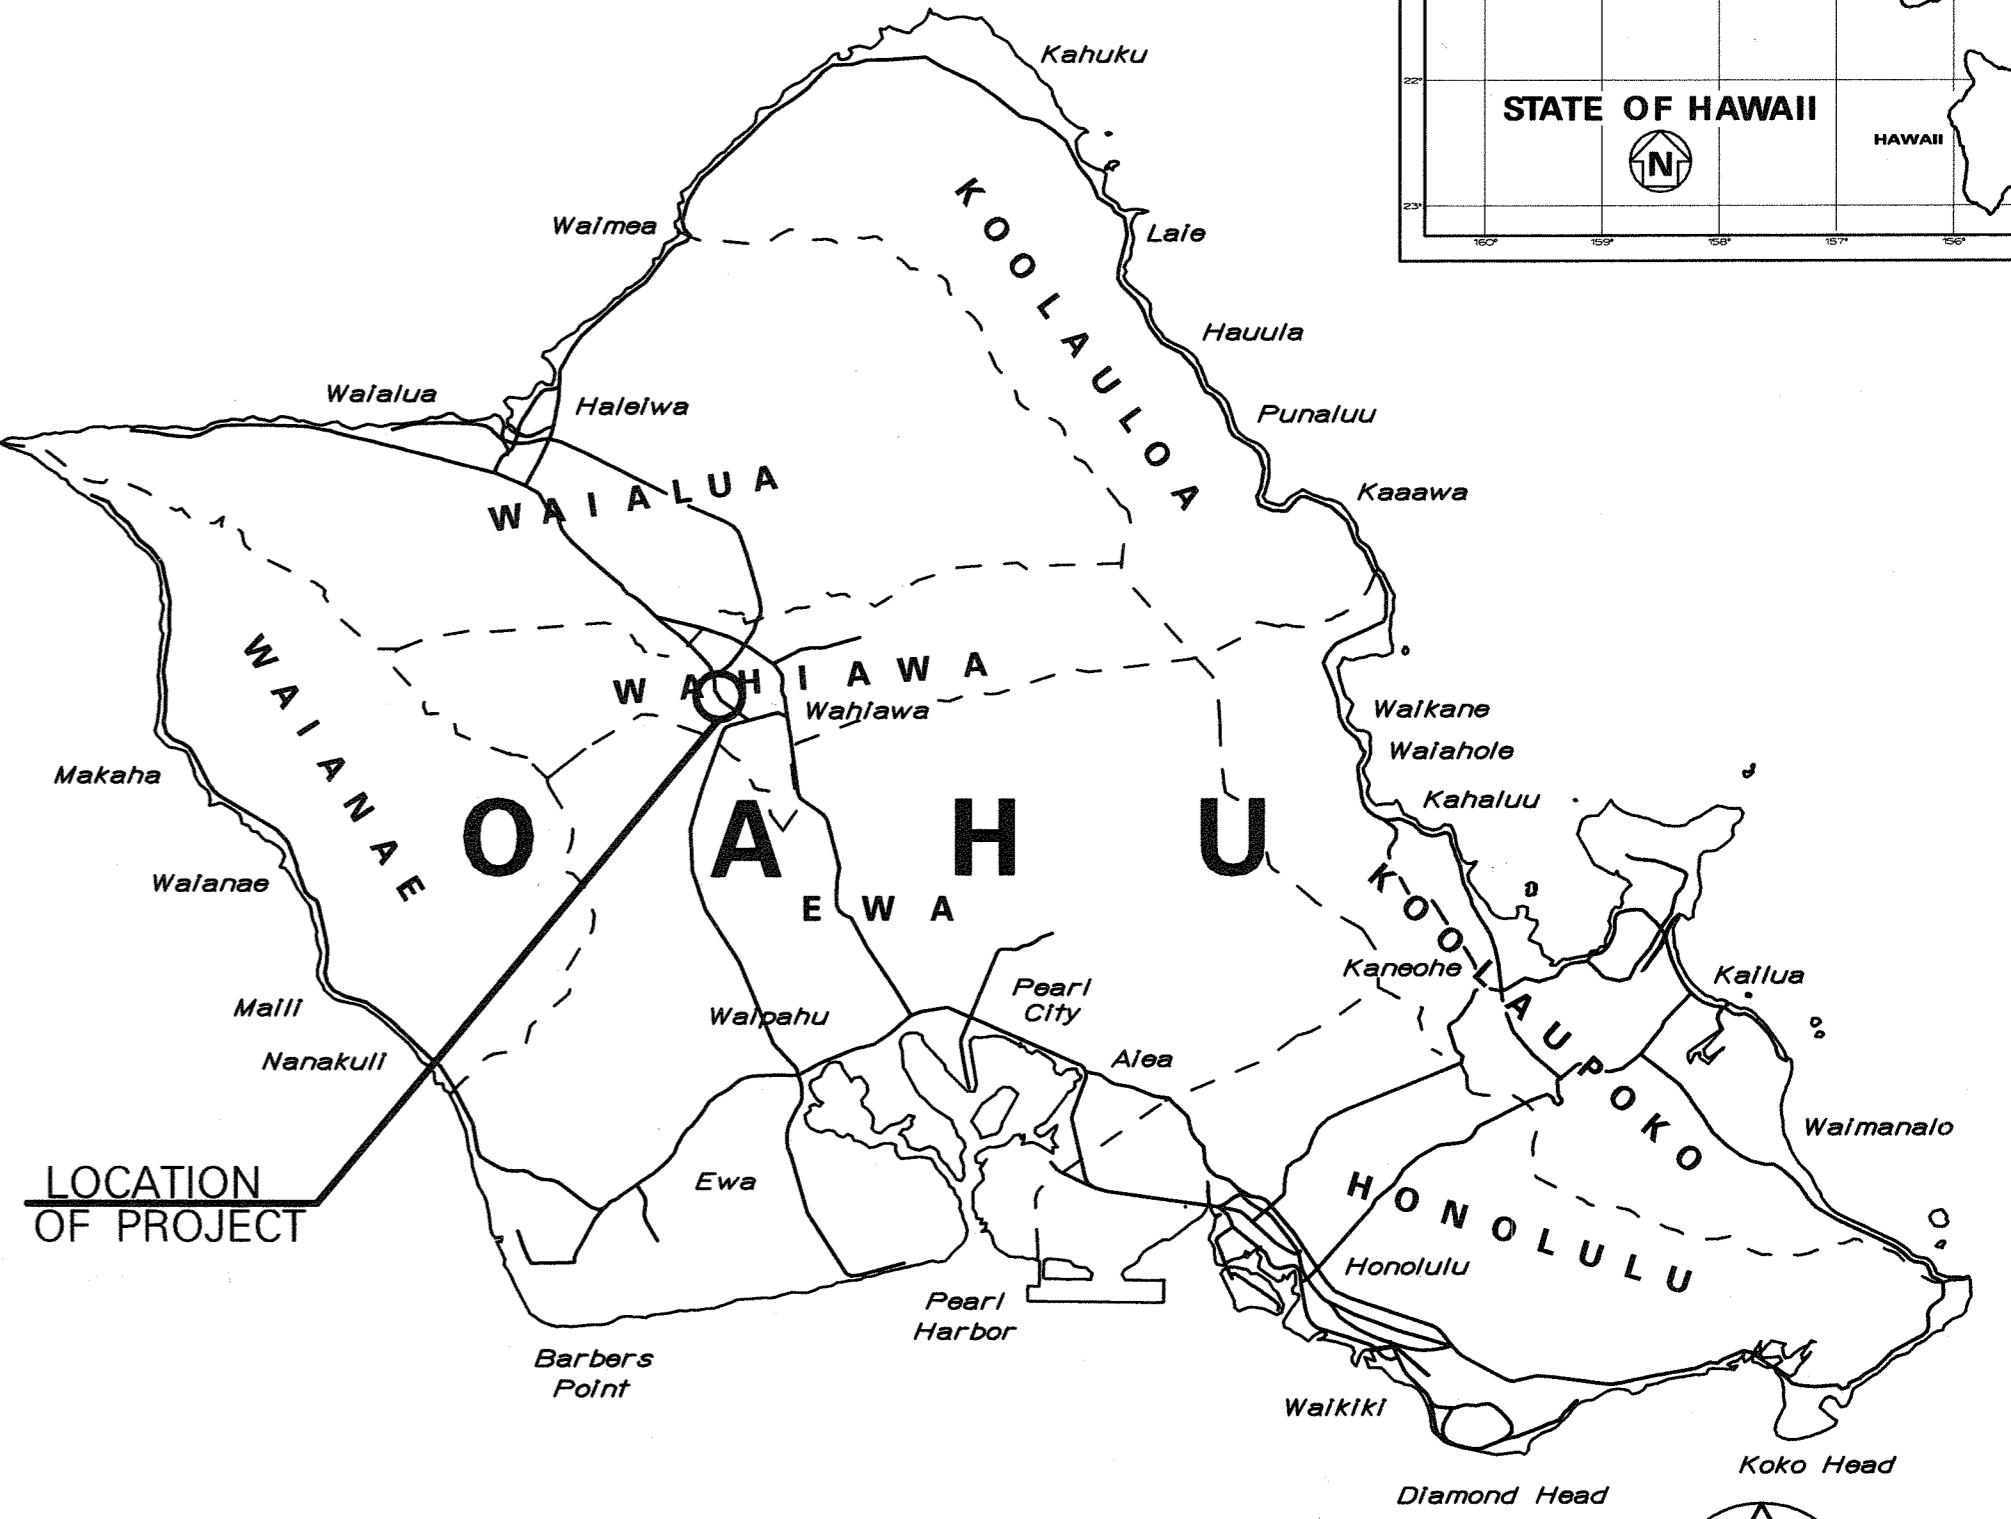 Kahuku
22°
STATE OF HAWAII
HAWAII
N
23°
160°
159°
158°
157°
156°
Waimea
Laie
KOOLAULOA
Hauula
Waialua
Haleiwa
Punaluu
WAIALUA
Kaaawa
WAIANAE
WAHIAWA
Wahiawa
Waikane
Waiahole
Makaha
Kahaluu
OAHU
Waianae
EWA
KOOLAUPOKO
Kaneohe
Kailua
Maili
Waipahu
Pearl
City
Nanakuli
Aiea
Waimanalo
LOCATION
OF PROJECT
Ewa
HONOLULU
Honolulu
Pearl
Harbor
Barbers
Point
Waikiki
Koko Head
Diamond Head